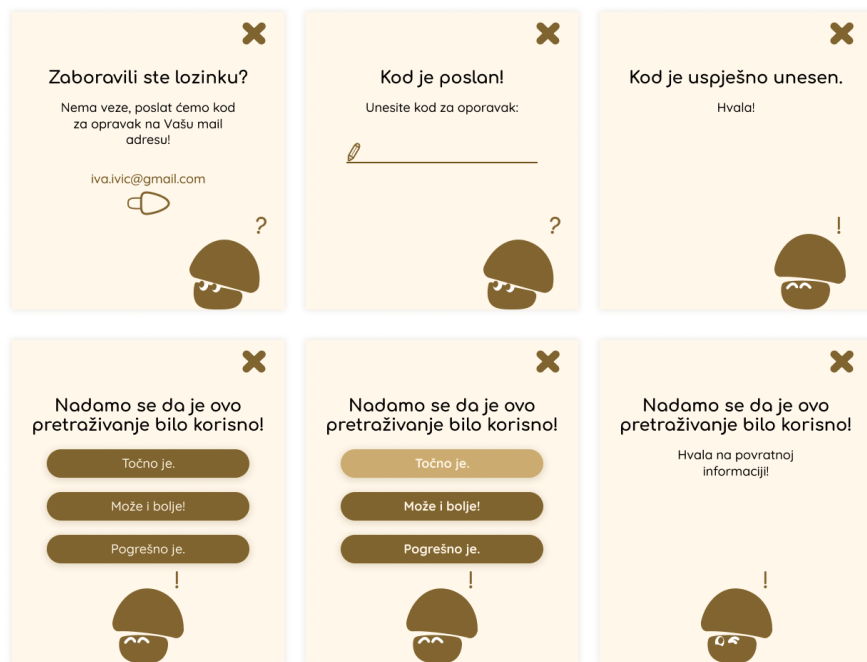 Zaboravili ste lozinku?
Nema veze, poslat ćemo kod
za opravak na Vašu mail
adresu!
iva.ivic@gmail.com
?
Kod je poslan!
Unesite kod za oporavak:
?
Kod je uspješno unesen.
Hvala!
!
Nadamo se da je ovo
pretraživanje bilo korisno!
Točno je.
Može i bolje!
Pogrešno je.
!
Nadamo se da je ovo
pretraživanje bilo korisno!
Točno je.
Može i bolje!
Pogrešno je.
!
Nadamo se da je ovo
pretraživanje bilo korisno!
Hvala na povratnoj
informaciji!
!